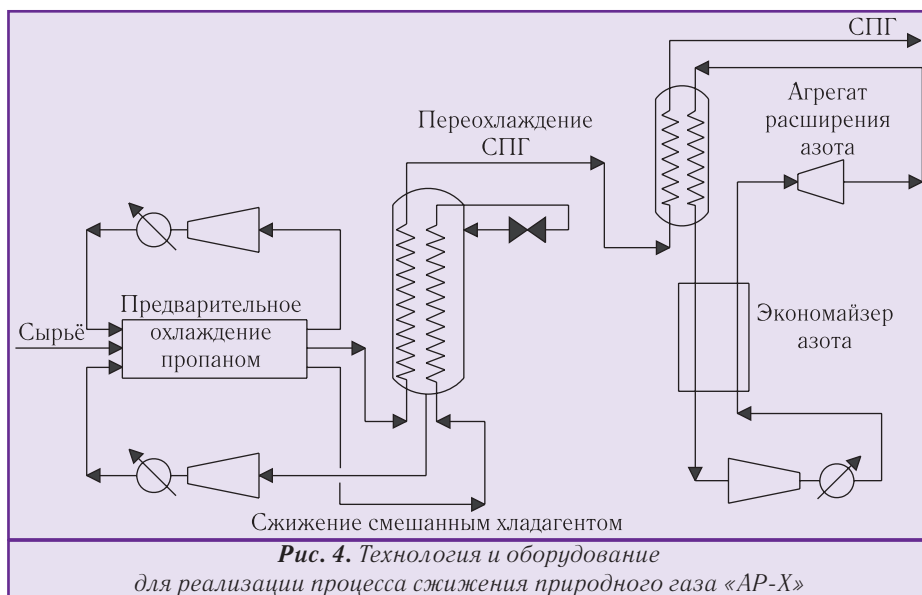 СПГ
Агрегат
расширения
азота
Переохлаждение
СПГ
Предварительное
охлаждение
пропаном
Сырьё
Экономайзер
азота
Сжижение смешанным хладагентом
Рис. 4. Технология и оборудование
для реализации процесса сжижения природного газа «AP-X»